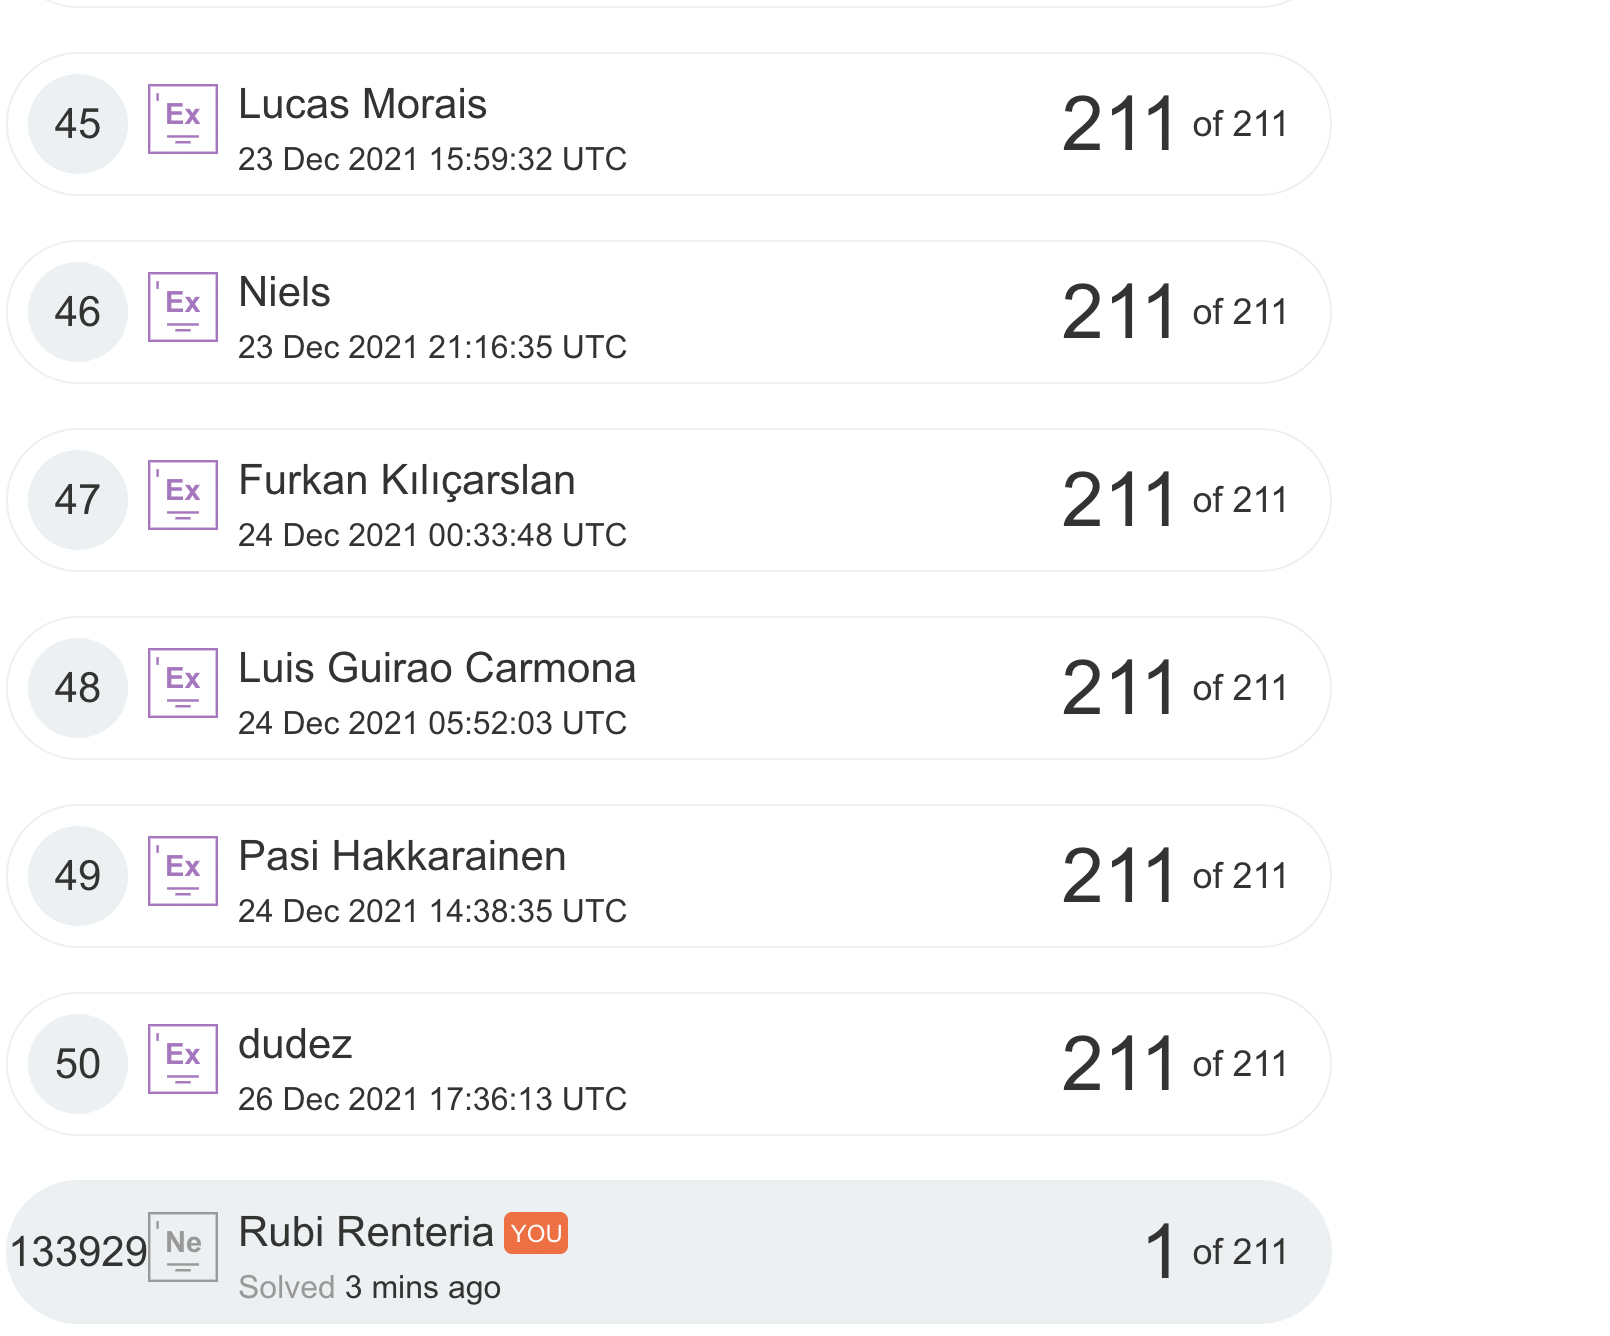 45
'Ex
Lucas Morais
23 Dec 2021 15:59:32 UTC
211 of 211
46
'Ex
Niels
23 Dec 2021 21:16:35 UTC
211 of 211
47
'Ex
Furkan Kılıçarslan
24 Dec 2021 00:33:48 UTC
211 of 211
48
'Ex
Luis Guirao Carmona
24 Dec 2021 05:52:03 UTC
211 of 211
49
'Ex
Pasi Hakkarainen
24 Dec 2021 14:38:35 UTC
211 of 211
50
'Ex
dudez
26 Dec 2021 17:36:13 UTC
211 of 211
133929
'Ne
Rubi Renteria YOU
Solved 3 mins ago
1 of 211